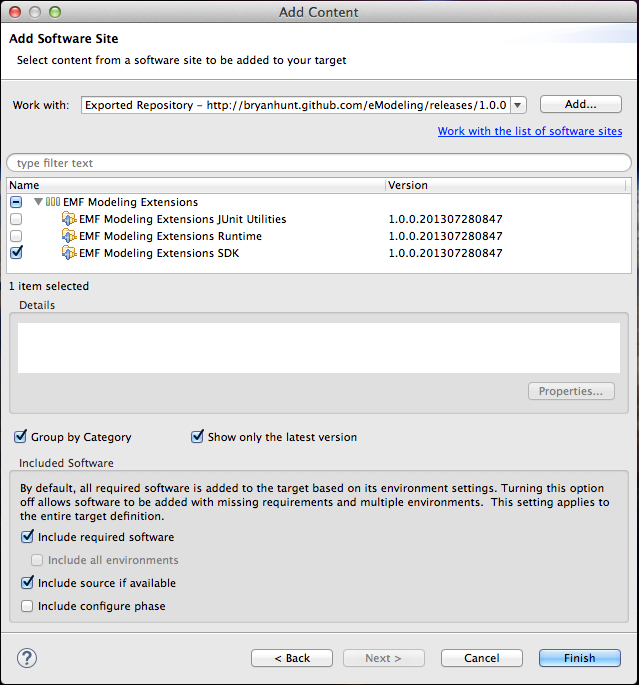 Add Content
Add Software Site
Select content from a software site to be added to your target
Work with: Exported Repository - http://bryanhunt.github.com/eModeling/releases/1.0.0 Add...
Work with the list of software sites
type filter text
Name Version
EMF Modeling Extensions
EMF Modeling Extensions JUnit Utilities 1.0.0.201307280847
EMF Modeling Extensions Runtime 1.0.0.201307280847
EMF Modeling Extensions SDK 1.0.0.201307280847
1 item selected
Details
Properties...
Group by Category Show only the latest version
Included Software
By default, all required software is added to the target based on its environment settings. Turning this option
off allows software to be added with missing requirements and multiple environments. This setting applies to
the entire target definition.
Include required software
Include all environments
Include source if available
Include configure phase
? < Back Next > Cancel Finish